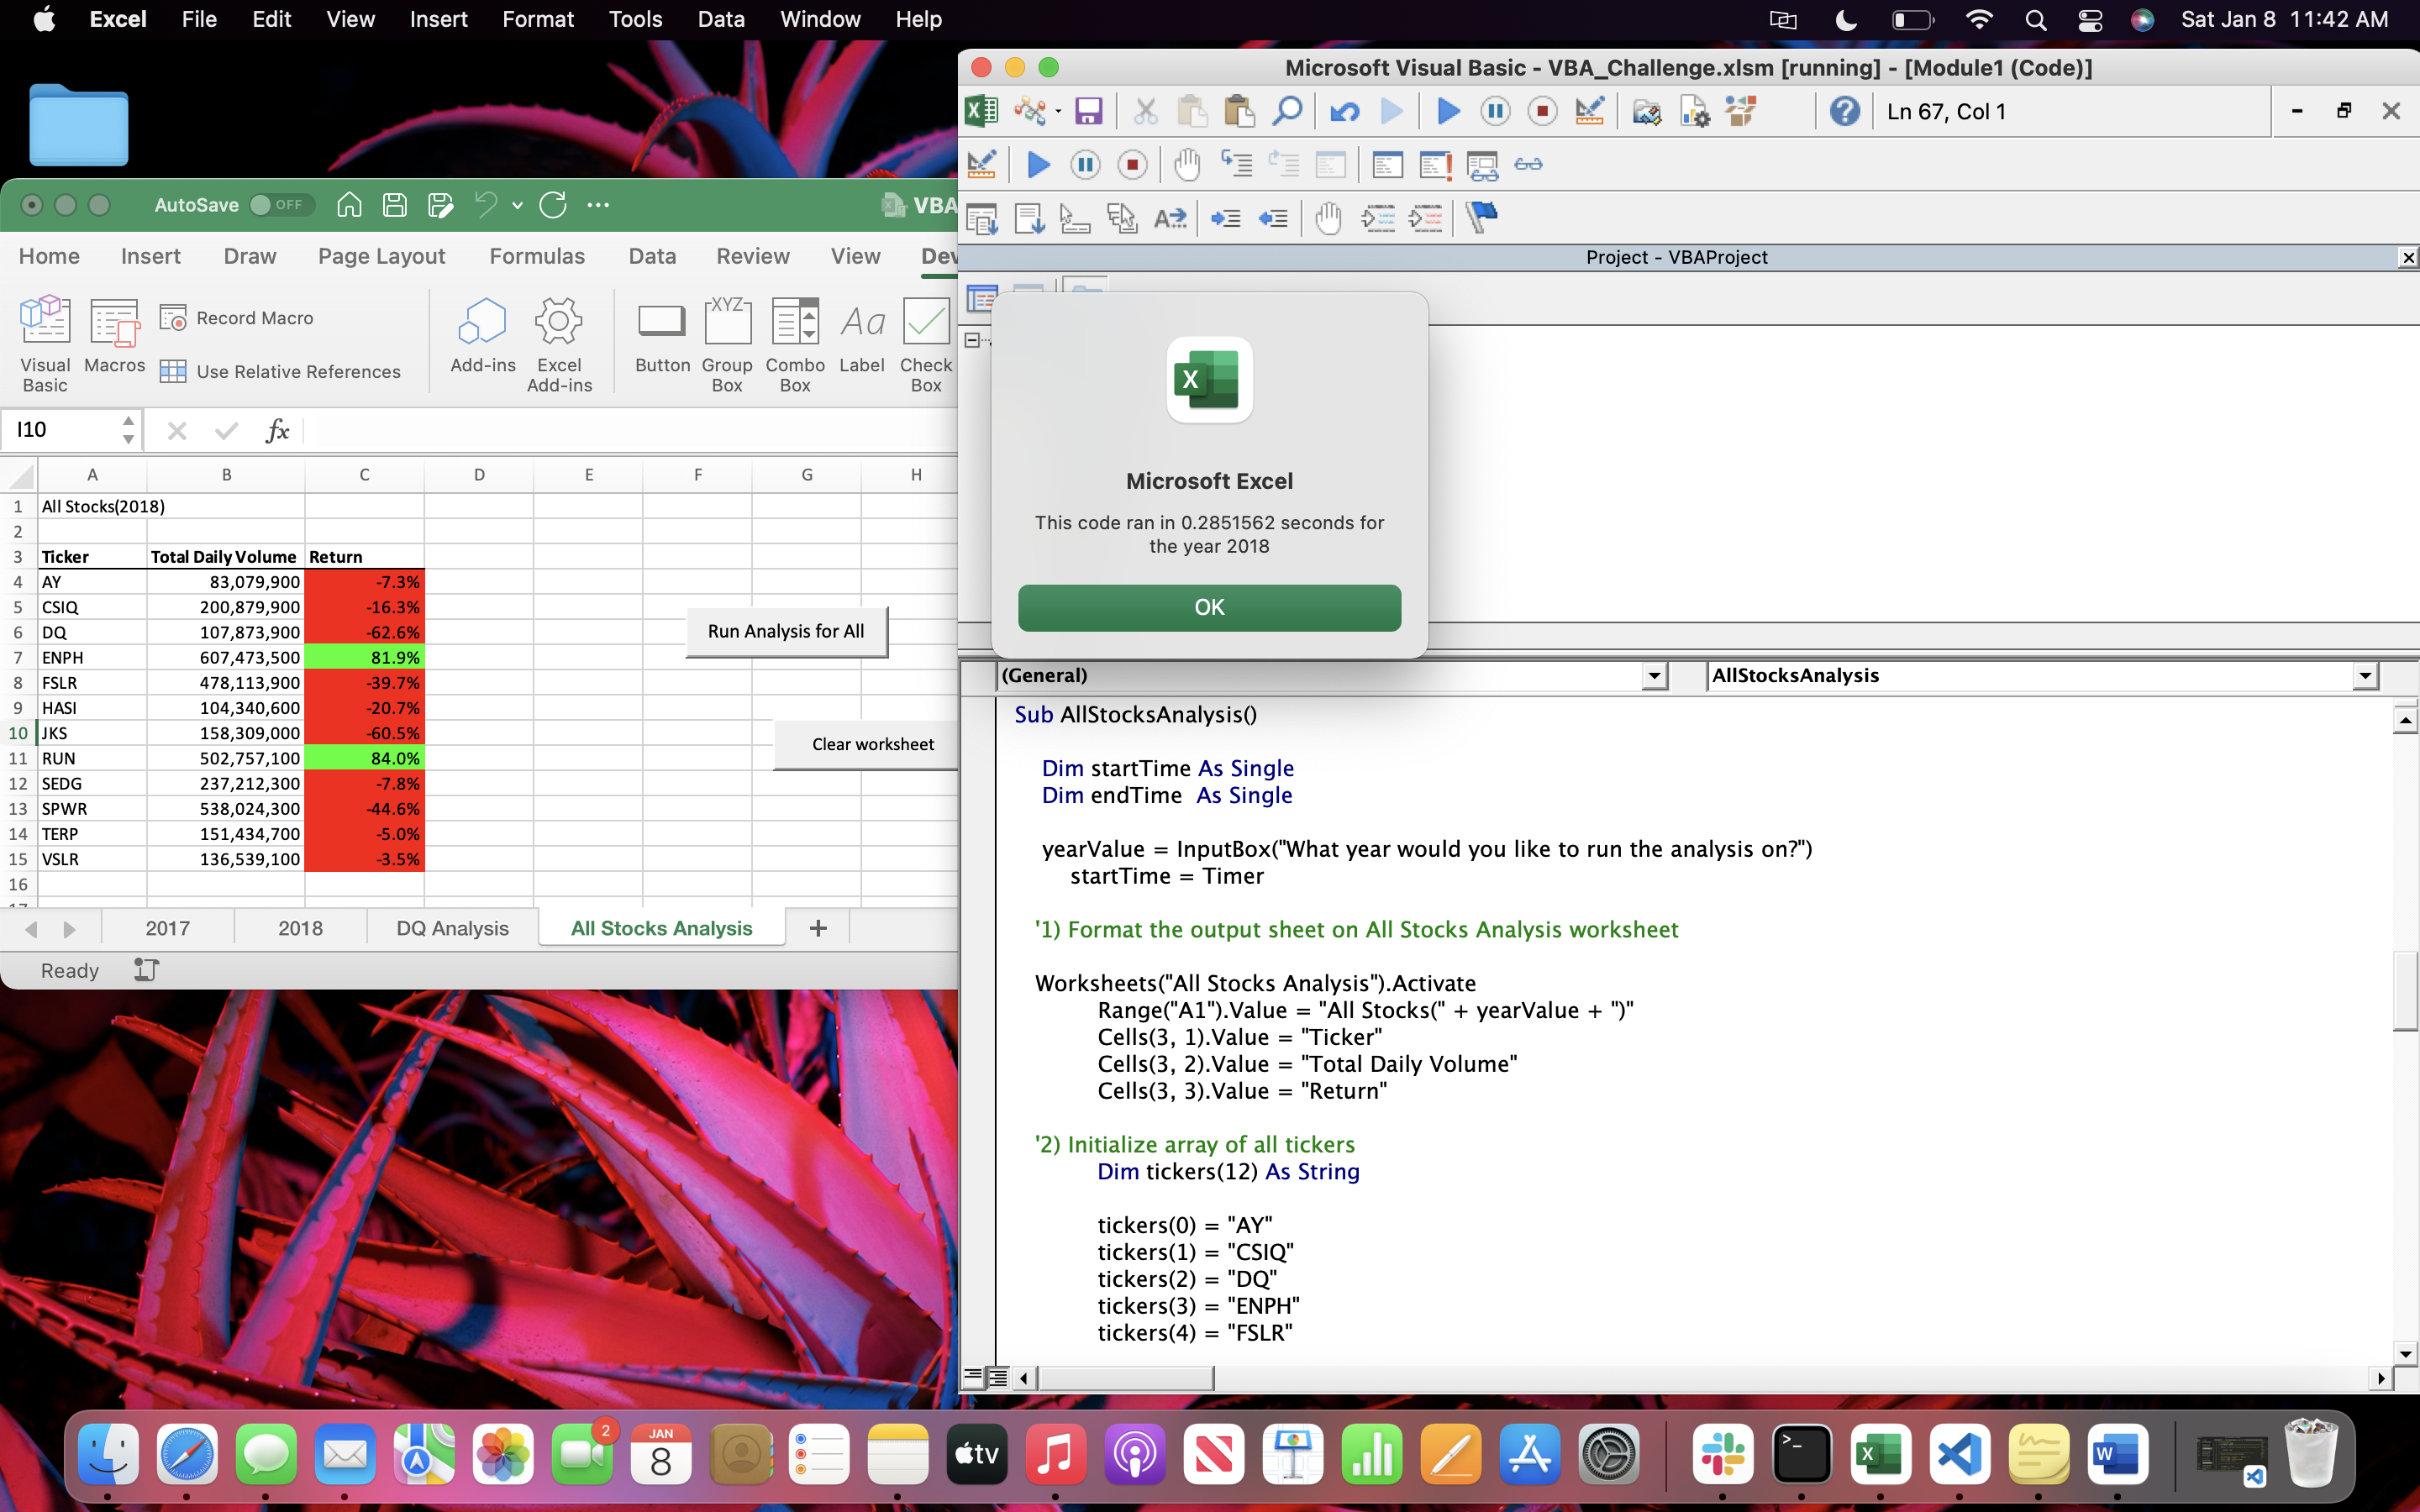 Excel File Edit View Insert Format Tools Data Window Help Sat Jan 8 11:42 AM
Microsoft Visual Basic - VBA_Challenge.xlsm [running] - [Module1 (Code)]
Ln 67, Col 1
AutoSave OFF VBA
Project - VBAProject
Home Insert Draw Page Layout Formulas Data Review View Dev
Record Macro
Use Relative References
Visual Basic
Macros
Add-ins
Excel Add-ins
XYZ
Aa
Button
Group Box
Combo Box
Label
Check Box
I10 fx
A B C D E F G H
1 All Stocks(2018)
2
3 Ticker Total Daily Volume Return
4 AY 83,079,900 -7.3%
5 CSIQ 200,879,900 -16.3%
6 DQ 107,873,900 -62.6%
7 ENPH 607,473,500 81.9%
8 FSLR 478,113,900 -39.7%
9 HASI 104,340,600 -20.7%
10 JKS 158,309,000 -60.5%
11 RUN 502,757,100 84.0%
12 SEDG 237,212,300 -7.8%
13 SPWR 538,024,300 -44.6%
14 TERP 151,434,700 -5.0%
15 VSLR 136,539,100 -3.5%
16
Run Analysis for All
Clear worksheet
2017 2018 DQ Analysis All Stocks Analysis +
Ready
X
Microsoft Excel
This code ran in 0.2851562 seconds for
the year 2018
OK
(General) AllStocksAnalysis
Sub AllStocksAnalysis()
Dim startTime As Single
Dim endTime As Single
yearValue = InputBox("What year would you like to run the analysis on?")
startTime = Timer
'1) Format the output sheet on All Stocks Analysis worksheet
Worksheets("All Stocks Analysis").Activate
Range("A1").Value = "All Stocks(" + yearValue + ")"
Cells(3, 1).Value = "Ticker"
Cells(3, 2).Value = "Total Daily Volume"
Cells(3, 3).Value = "Return"
'2) Initialize array of all tickers
Dim tickers(12) As String
tickers(0) = "AY"
tickers(1) = "CSIQ"
tickers(2) = "DQ"
tickers(3) = "ENPH"
tickers(4) = "FSLR"
2
JAN
8
tv
>_
X
W